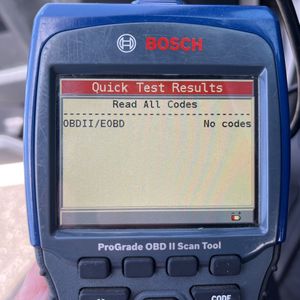 BOSCH
Quick Test Results
Read All Codes
OBDII/EOBD No codes
ProGrade OBD II Scan Tool
CODE